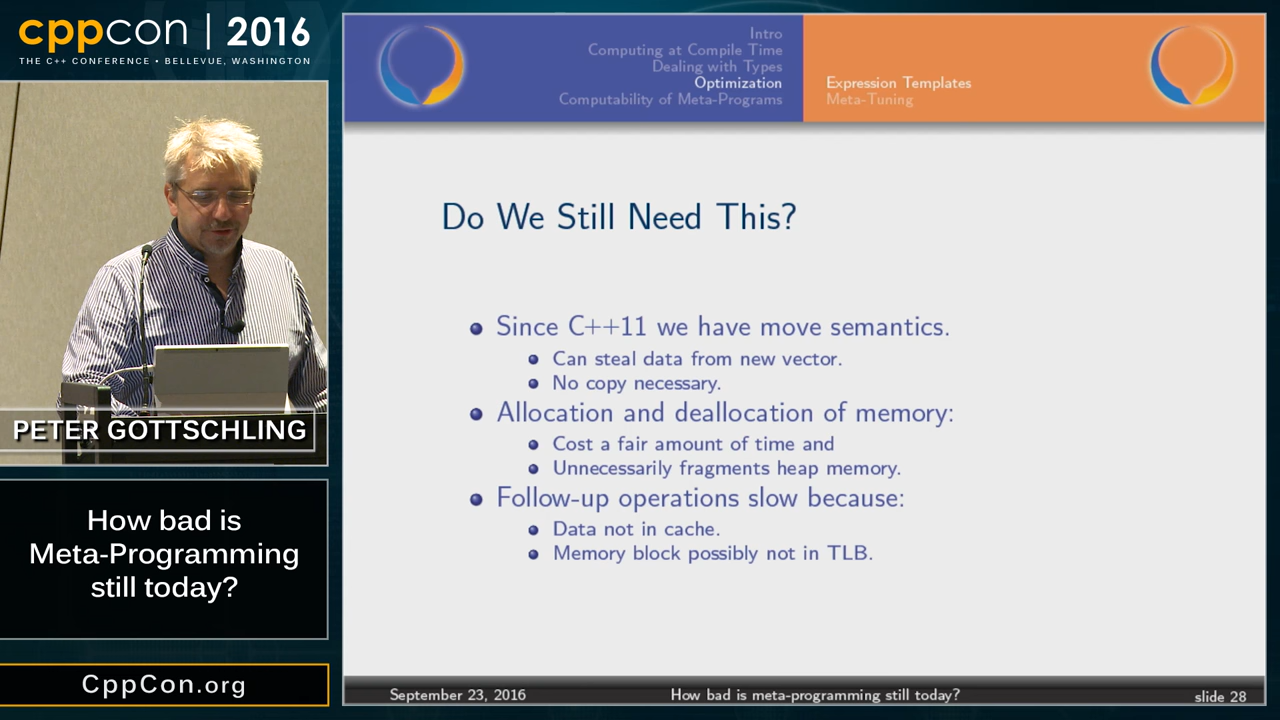 cppcon | 2016
THE C++ CONFERENCE • BELLEVUE, WASHINGTON
PETER GOTTSCHLING
How bad is
Meta-Programming
still today?
CppCon.org
Intro
Computing at Compile Time
Dealing with Types
Optimization
Computability of Meta-Programs
Expression Templates
Meta-Tuning
Do We Still Need This?
Since C++11 we have move semantics.
Can steal data from new vector.
No copy necessary.
Allocation and deallocation of memory:
Cost a fair amount of time and
Unnecessarily fragments heap memory.
Follow-up operations slow because:
Data not in cache.
Memory block possibly not in TLB.
September 23, 2016
How bad is meta-programming still today?
slide 28